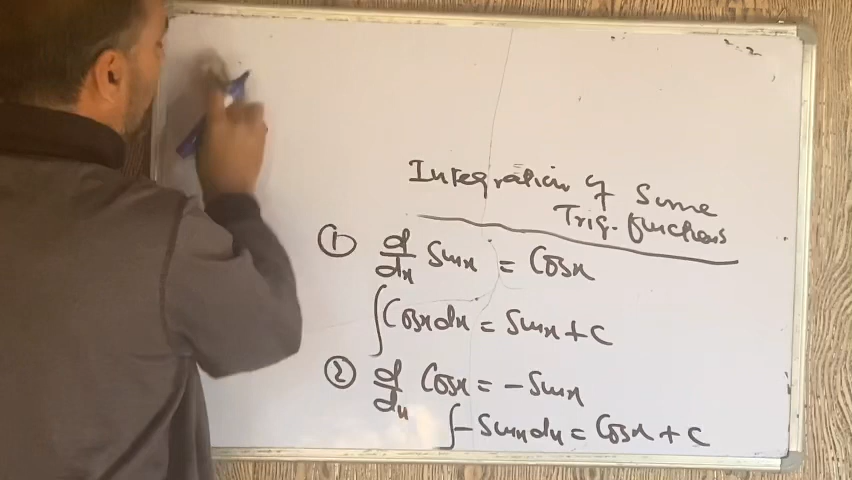 Integration of Some
Trig. functions
① d/dx Sinx = Cosx
∫Cosxdx = Sinx + C
② d/dx Cosx = -Sinx
∫-Sinxdx = Cosx + C